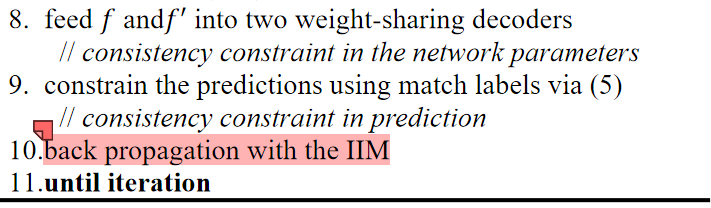 8. feed f andf′ into two weight-sharing decoders
// consistency constraint in the network parameters
9. constrain the predictions using match labels via (5)
// consistency constraint in prediction
10.back propagation with the IIM
11.until iteration